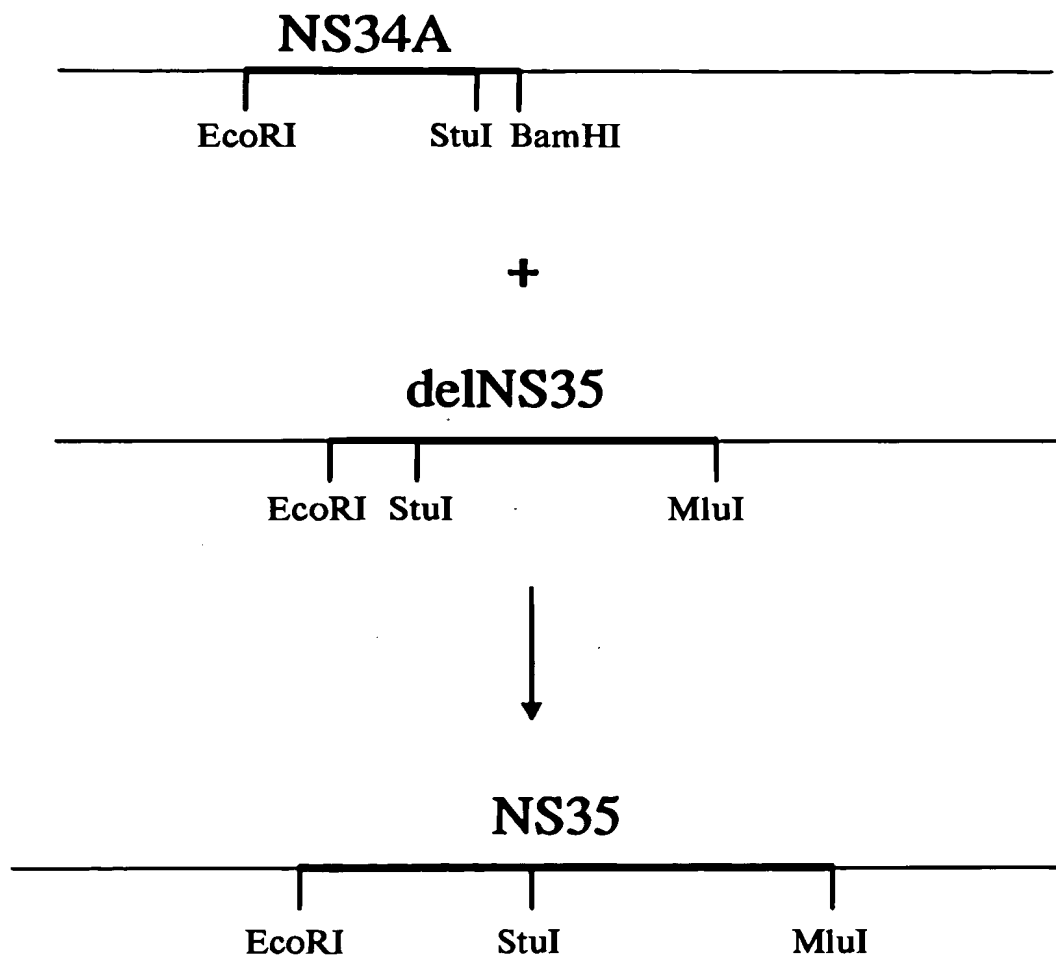 NS34A
EcoRI StuI BamHI
+
delNS35
EcoRI StuI MluI
NS35
EcoRI StuI MluI